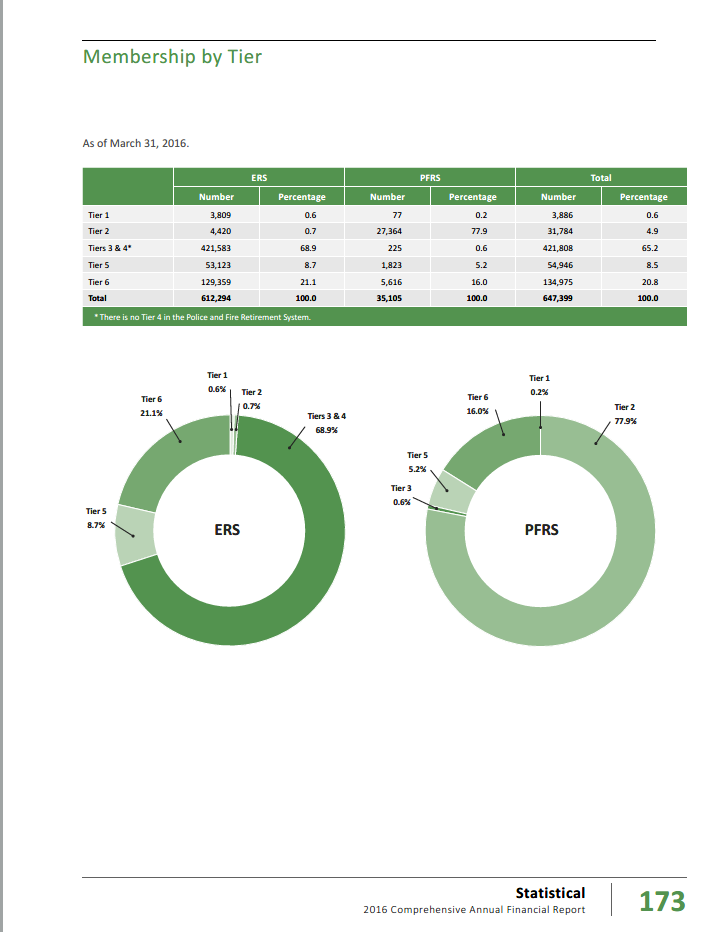 Membership by Tier
As of March 31, 2016.
ERS PFRS Total
Number Percentage Number Percentage Number Percentage
Tier 1 3,809 0.6 77 0.2 3,886 0.6
Tier 2 4,420 0.7 27,364 77.9 31,784 4.9
Tiers 3 & 4* 421,583 68.9 225 0.6 421,808 65.2
Tier 5 53,123 8.7 1,823 5.2 54,946 8.5
Tier 6 129,359 21.1 5,616 16.0 134,975 20.8
Total 612,294 100.0 35,105 100.0 647,399 100.0
* There is no Tier 4 in the Police and Fire Retirement System.
Tier 1
0.6%
Tier 2
0.7%
Tiers 3 & 4
68.9%
Tier 6
21.1%
Tier 5
8.7%
ERS
Tier 1
0.2%
Tier 2
77.9%
Tier 6
16.0%
Tier 5
5.2%
Tier 3
0.6%
PFRS
Statistical
2016 Comprehensive Annual Financial Report
173